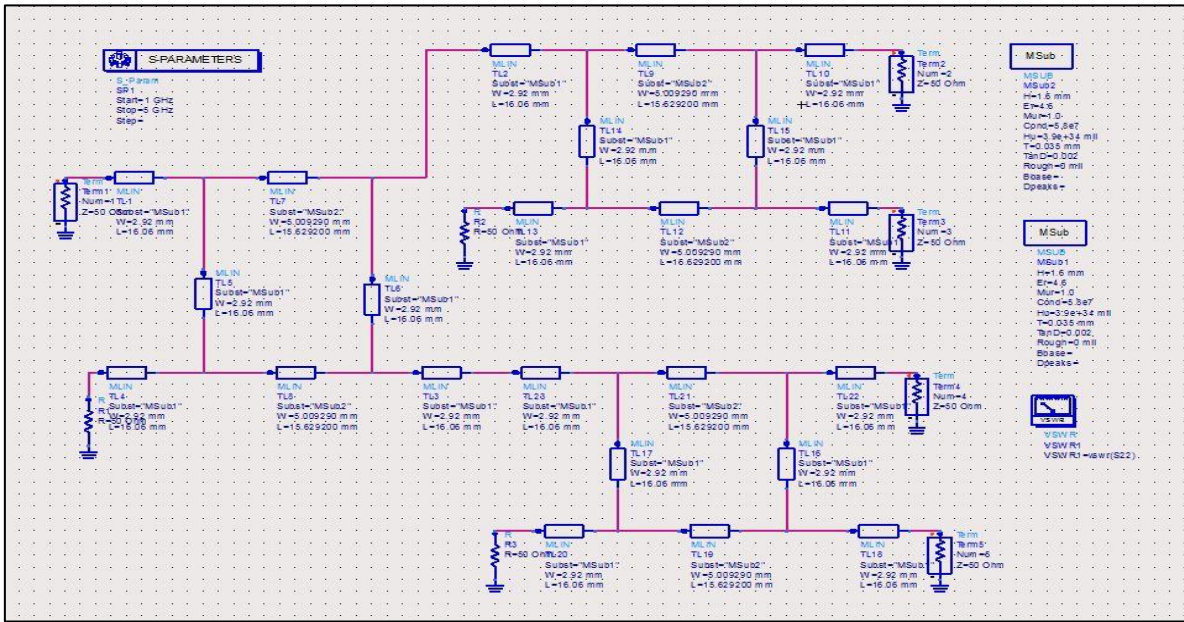 S-PARAMETERS
S_Param
SP1
Start=1 GHz
Stop=5 GHz
Step=
MLIN
TL2
Subst="MSub1"
W=2.92 mm
L=16.06 mm
MLIN
TL9
Subst="MSub2"
W=5.009290 mm
L=15.629200 mm
MLIN
TL10
Subst="MSub1"
W=2.92 mm
L=16.06 mm
Term
Term2
Num=2
Z=50 Ohm
MSub
MSUB
MSub2
H=1.6 mm
Er=4.6
Mur=1.0
Cond=5.8e7
Hu=3.9e+34 mil
T=0.035 mm
TanD=0.002
Rough=0 mil
Bbase=
Dpeaks=
MLIN
TL14
Subst="MSub1"
W=2.92 mm
L=16.06 mm
MLIN
TL15
Subst="MSub1"
W=2.92 mm
L=16.06 mm
Term
Term1
Z=50
MLIN
TL1
Subst="MSub1"
W=2.92 mm
L=16.06 mm
MLIN
TL7
Subst="MSub2"
W=5.009290 mm
L=15.629200 mm
R
R2
R=50 Ohm
MLIN
TL13
Subst="MSub1"
W=2.92 mm
L=16.06 mm
MLIN
TL12
Subst="MSub2"
W=5.009290 mm
MLIN
TL11
Subst="MSub1"
W=2.92 mm
L=16.06 mm
Term
Term3
Num=3
Z=50 Ohm
MSub
MSUB
MSub1
H=1.6 mm
Er=4.6
Mur=1.0
Cond=5.8e7
Hu=3.9e+34 mil
T=0.035 mm
TanD=0.002
Rough=0 mil
Bbase=
Dpeaks=
MLIN
TL5
Subst="MSub1"
W=2.92 mm
L=16.06 mm
MLIN
TL6
Subst="MSub1"
W=2.92 mm
L=16.06 mm
R
MLIN
TL4
Subst="MSub1"
W=2.92 mm
L=16.06 mm
MLIN
TL8
Subst="MSub2"
W=5.009290 mm
L=15.629200 mm
MLIN
TL3
Subst="MSub1"
W=2.92 mm
L=16.06 mm
MLIN
TL23
Subst="MSub1"
W=2.92 mm
L=16.06 mm
MLIN
TL21
Subst="MSub2"
W=5.009290 mm
L=15.629200 mm
MLIN
TL22
Subst="MSub1"
W=2.92 mm
L=16.06 mm
Term
Term4
Num=4
Z=50 Ohm
VSWR
VSWR
VSWR1
VSWR1=vswr(S22)
MLIN
TL17
Subst="MSub1"
W=2.92 mm
L=16.06 mm
MLIN
TL16
Subst="MSub1"
W=2.92 mm
L=16.06 mm
R
R3
R=50 Ohm
MLIN
TL20
Subst="MSub1"
W=2.92 mm
L=16.06 mm
MLIN
TL19
Subst="MSub2"
W=5.009290 mm
L=15.629200 mm
MLIN
TL18
Subst="MSub1"
W=2.92 mm
L=16.06 mm
Term
Term5
Z=50 Ohm